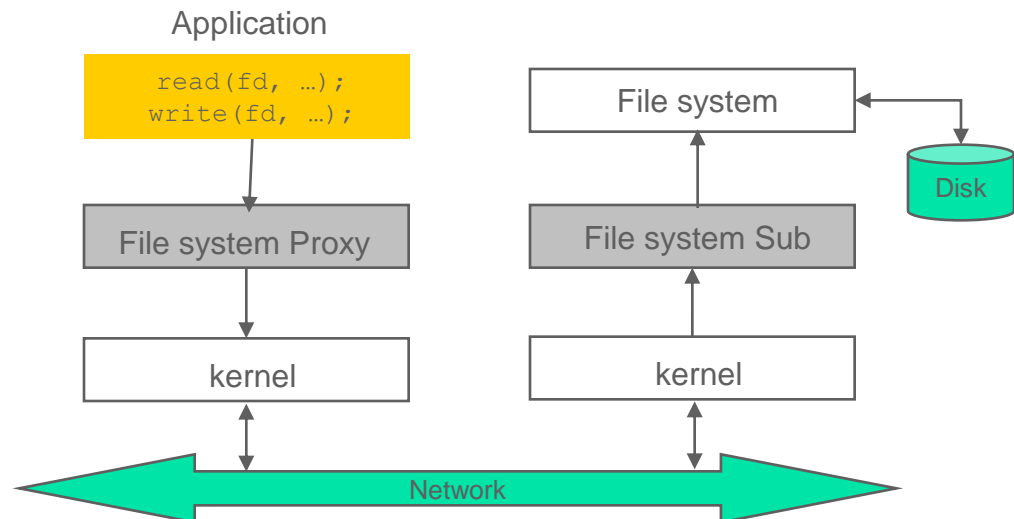 Application
read(fd, …);
write(fd, …);
File system
Disk
File system Proxy
File system Sub
kernel
kernel
Network